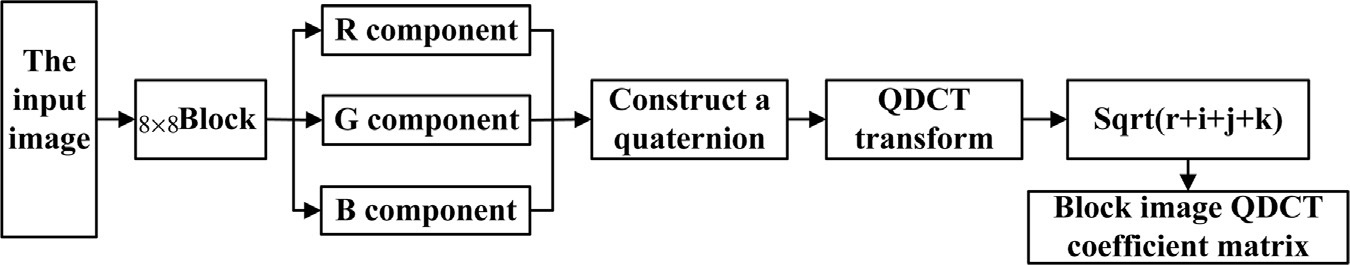 The
input
image
8×8Block
R component
G component
B component
Construct a
quaternion
QDCT
transform
Sqrt(r+i+j+k)
Block image QDCT
coefficient matrix